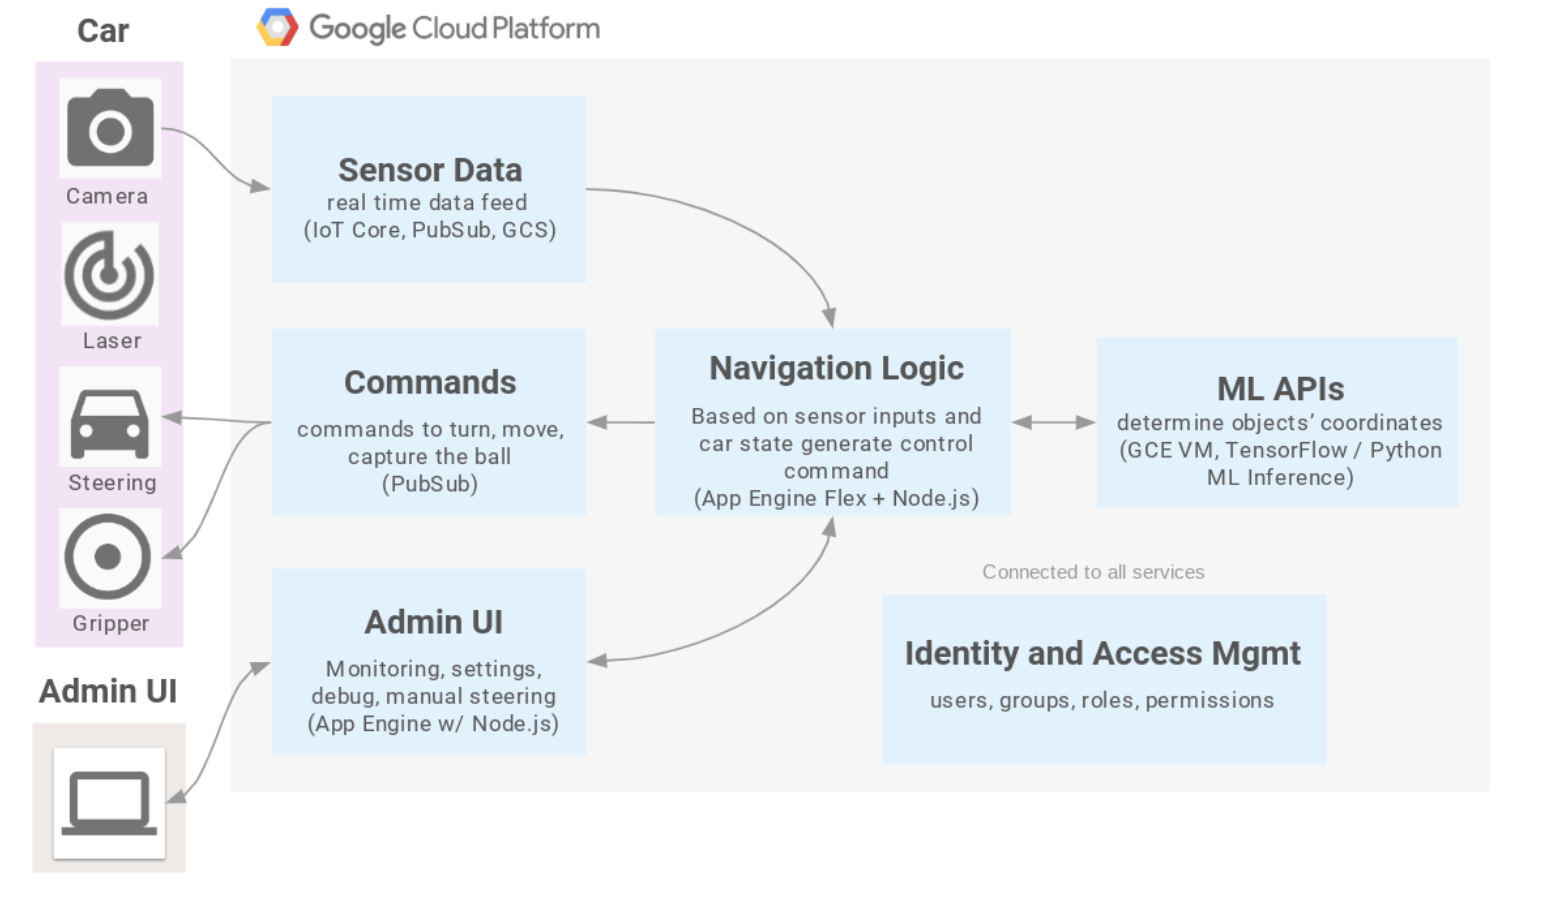 Car
Google Cloud Platform
Camera
Laser
Steering
Gripper
Admin UI
Sensor Data
real time data feed
(IoT Core, PubSub, GCS)
Commands
commands to turn, move,
capture the ball
(PubSub)
Navigation Logic
Based on sensor inputs and
car state generate control
command
(App Engine Flex + Node.js)
ML APIs
determine objects’ coordinates
(GCE VM, TensorFlow / Python
ML Inference)
Admin UI
Monitoring, settings,
debug, manual steering
(App Engine w/ Node.js)
Connected to all services
Identity and Access Mgmt
users, groups, roles, permissions